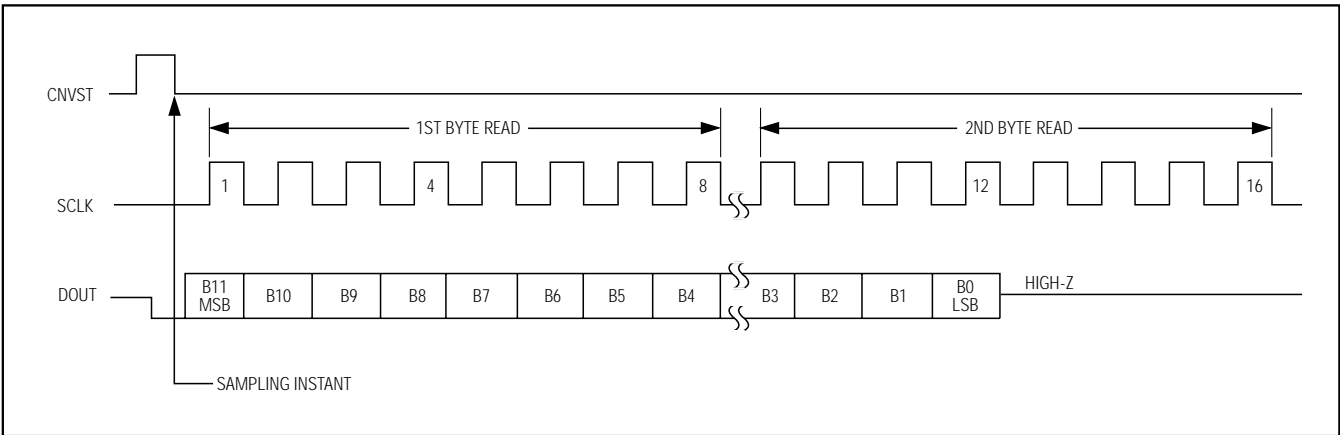 CNVST
1ST BYTE READ
2ND BYTE READ
1 4 8 12 16
SCLK
DOUT
B11 MSB B10 B9 B8 B7 B6 B5 B4 B3 B2 B1 B0 LSB HIGH-Z
SAMPLING INSTANT